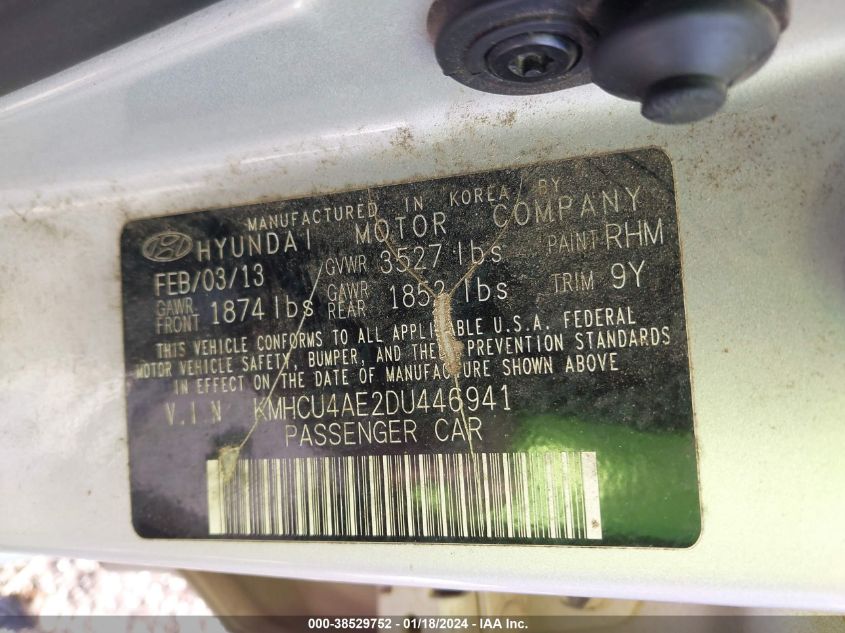 MANUFACTURED IN KOREA BY
HYUNDAI MOTOR COMPANY
FEB/03/13 GVWR 3527 lbs PAINT RHM
GAWR FRONT 1874 lbs GAWR REAR 1852 lbs TRIM 9Y
THIS VEHICLE CONFORMS TO ALL APPLICABLE U.S.A. FEDERAL
MOTOR VEHICLE SAFETY, BUMPER, AND THEFT PREVENTION STANDARDS
IN EFFECT ON THE DATE OF MANUFACTURE SHOWN ABOVE
V.I.N KMHCU4AE2DU446941
PASSENGER CAR
000-38529752 - 01/18/2024 - IAA Inc.